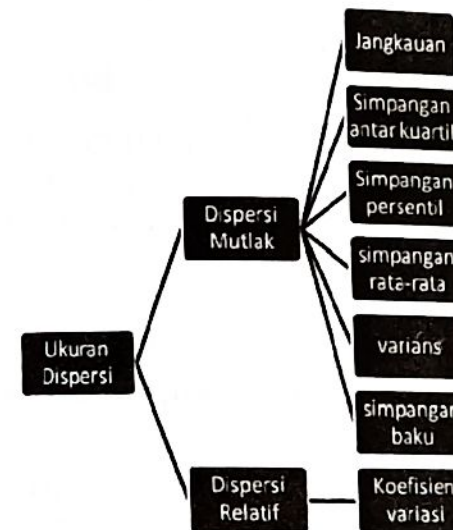 Ukuran
Dispersi
Dispersi
Mutlak
Jangkauan
Simpangan
antar kuartil
Simpangan
persentil
simpangan
rata-rata
varians
simpangan
baku
Dispersi
Relatif
Koefisien
variasi